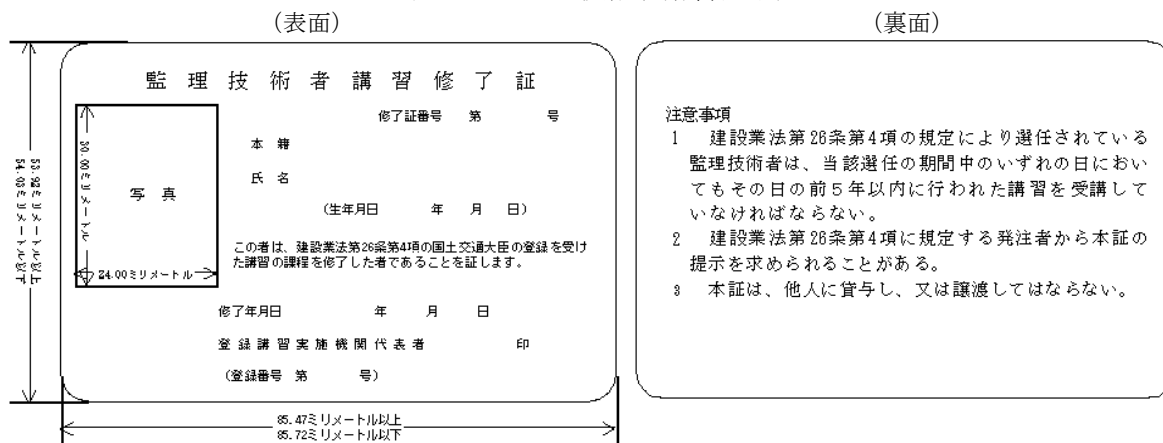 （表面）
監理技術者講習修了証
修了証番号　第　　　号
本籍
氏名
（生年月日　　年　月　日）
写真
30.00ミリメートル
24.00ミリメートル
53.92ミリメートル以上
54.03ミリメートル以下
この者は、建設業法第26条第4項の国土交通大臣の登録を受け
た講習の課程を修了した者であることを証します。
修了年月日　　　年　　月　　日
登録講習実施機関代表者　　　印
（登録番号　第　　　号）
85.47ミリメートル以上
85.72ミリメートル以下
（裏面）
注意事項
1　建設業法第26条第4項の規定により選任されている
監理技術者は、当該選任の期間中のいずれの日におい
てもその日の前５年以内に行われた講習を受講して
いなければならない。
2　建設業法第26条第4項に規定する発注者から本証の
提示を求められることがある。
3　本証は、他人に貸与し、又は譲渡してはならない。